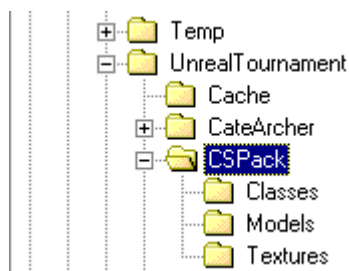 Temp
UnrealTournament
Cache
CateArcher
CSPack
Classes
Models
Textures